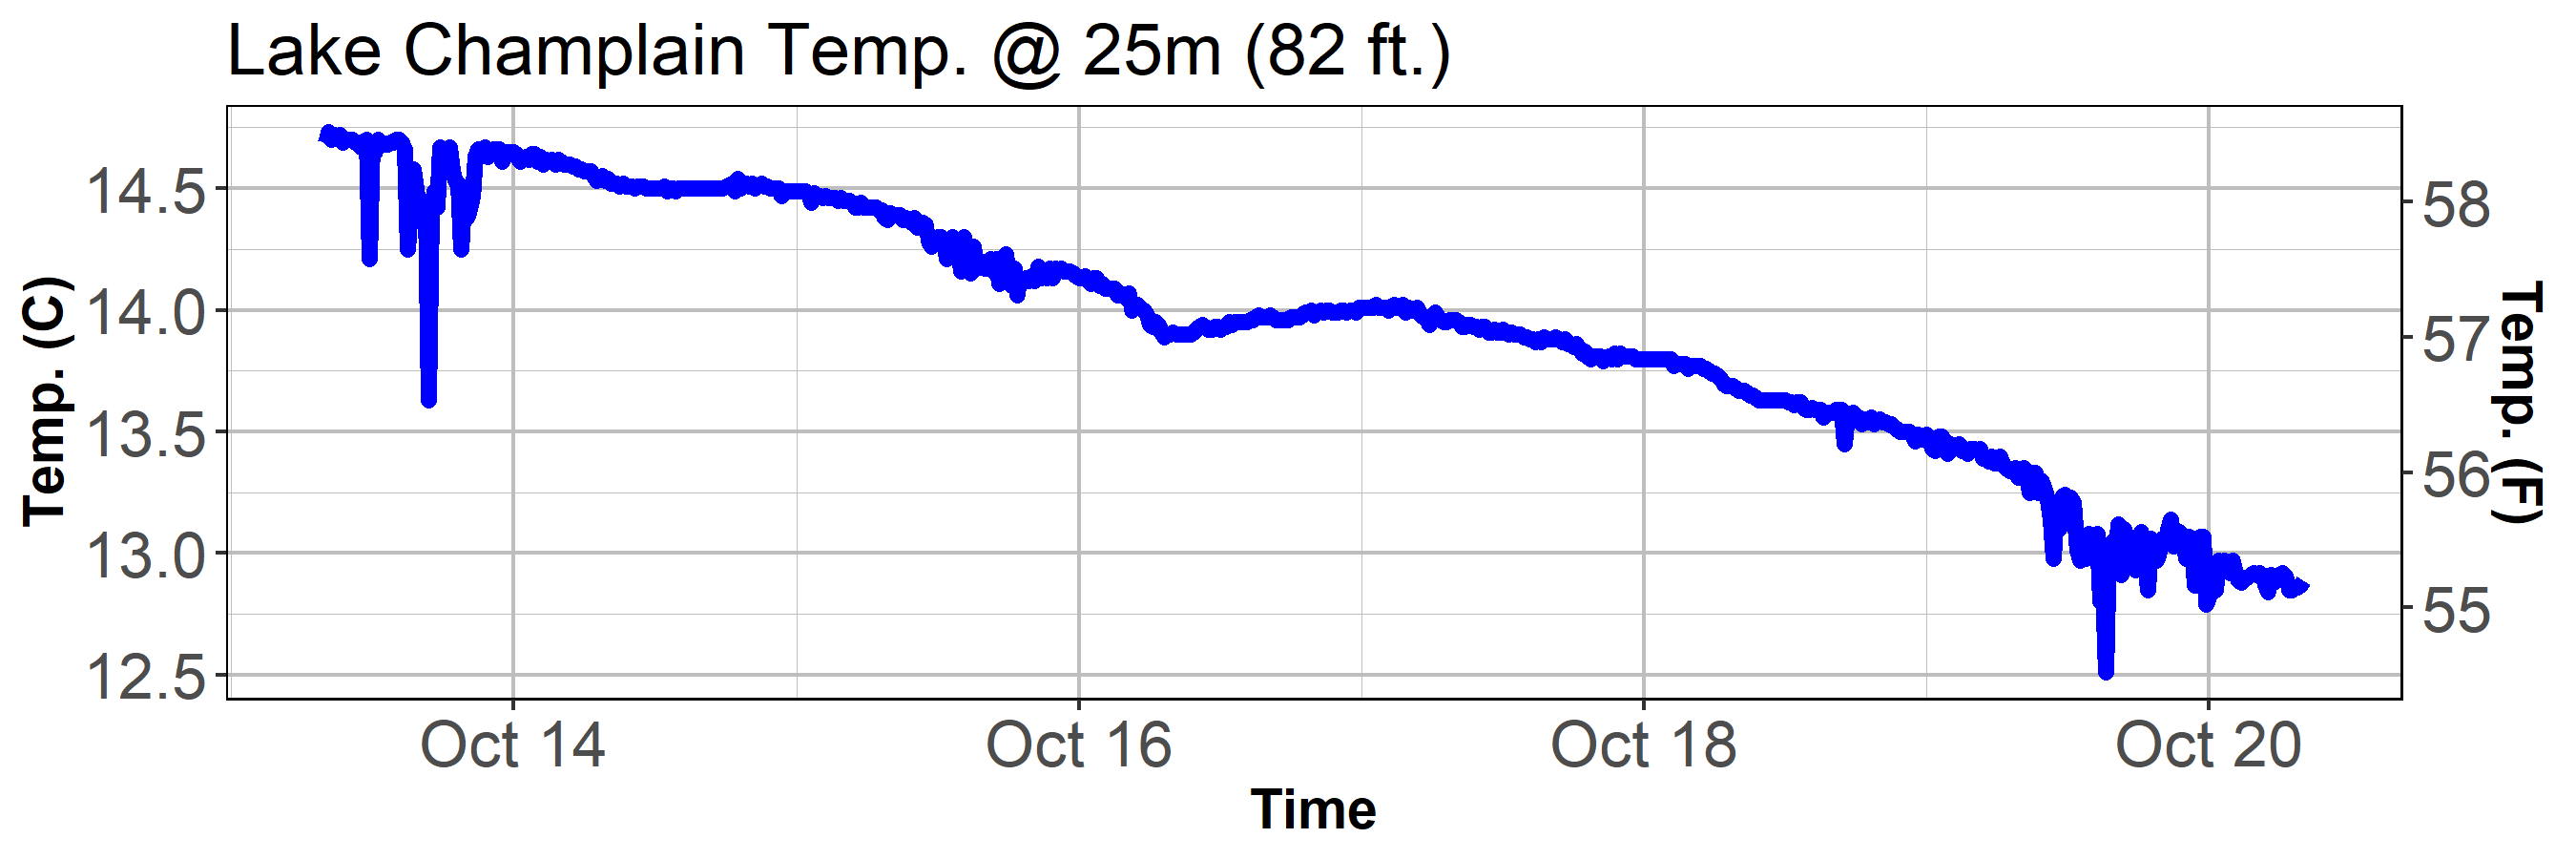 Lake Champlain Temp. @ 25m (82 ft.)
Temp. (C)
14.5
14.0
13.5
13.0
12.5
58
57
56
55
Temp. (F)
Oct 14 Oct 16 Oct 18 Oct 20
Time